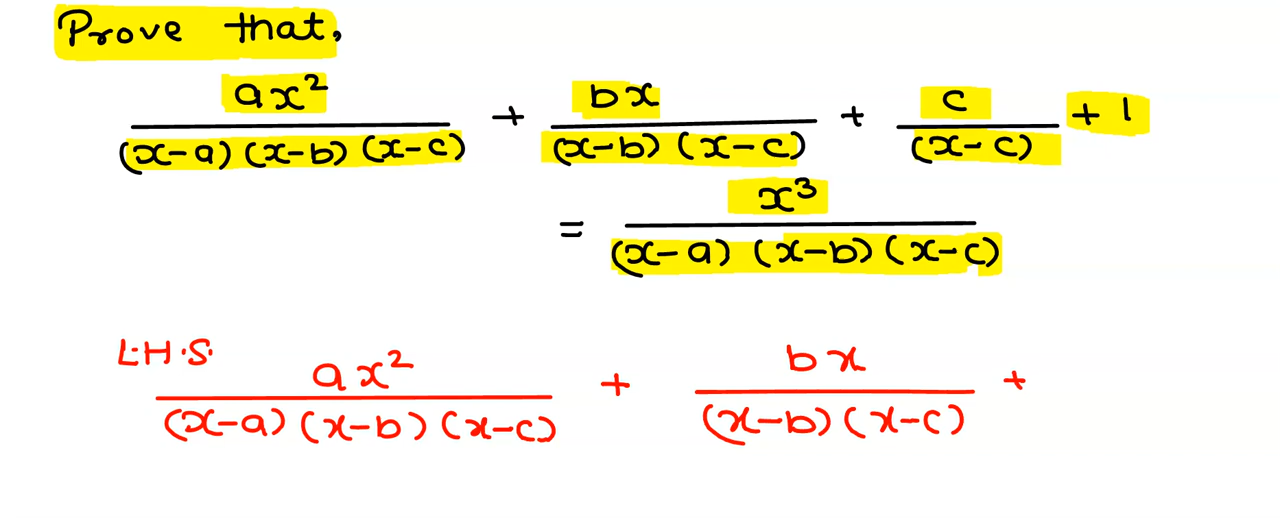 Prove that,
ax² / (x-a) (x-b) (x-c) + bx / (x-b) (x-c) + c / (x-c) + 1
= x³ / (x-a) (x-b) (x-c)
L.H.S. ax² / (x-a) (x-b) (x-c) + bx / (x-b) (x-c) +